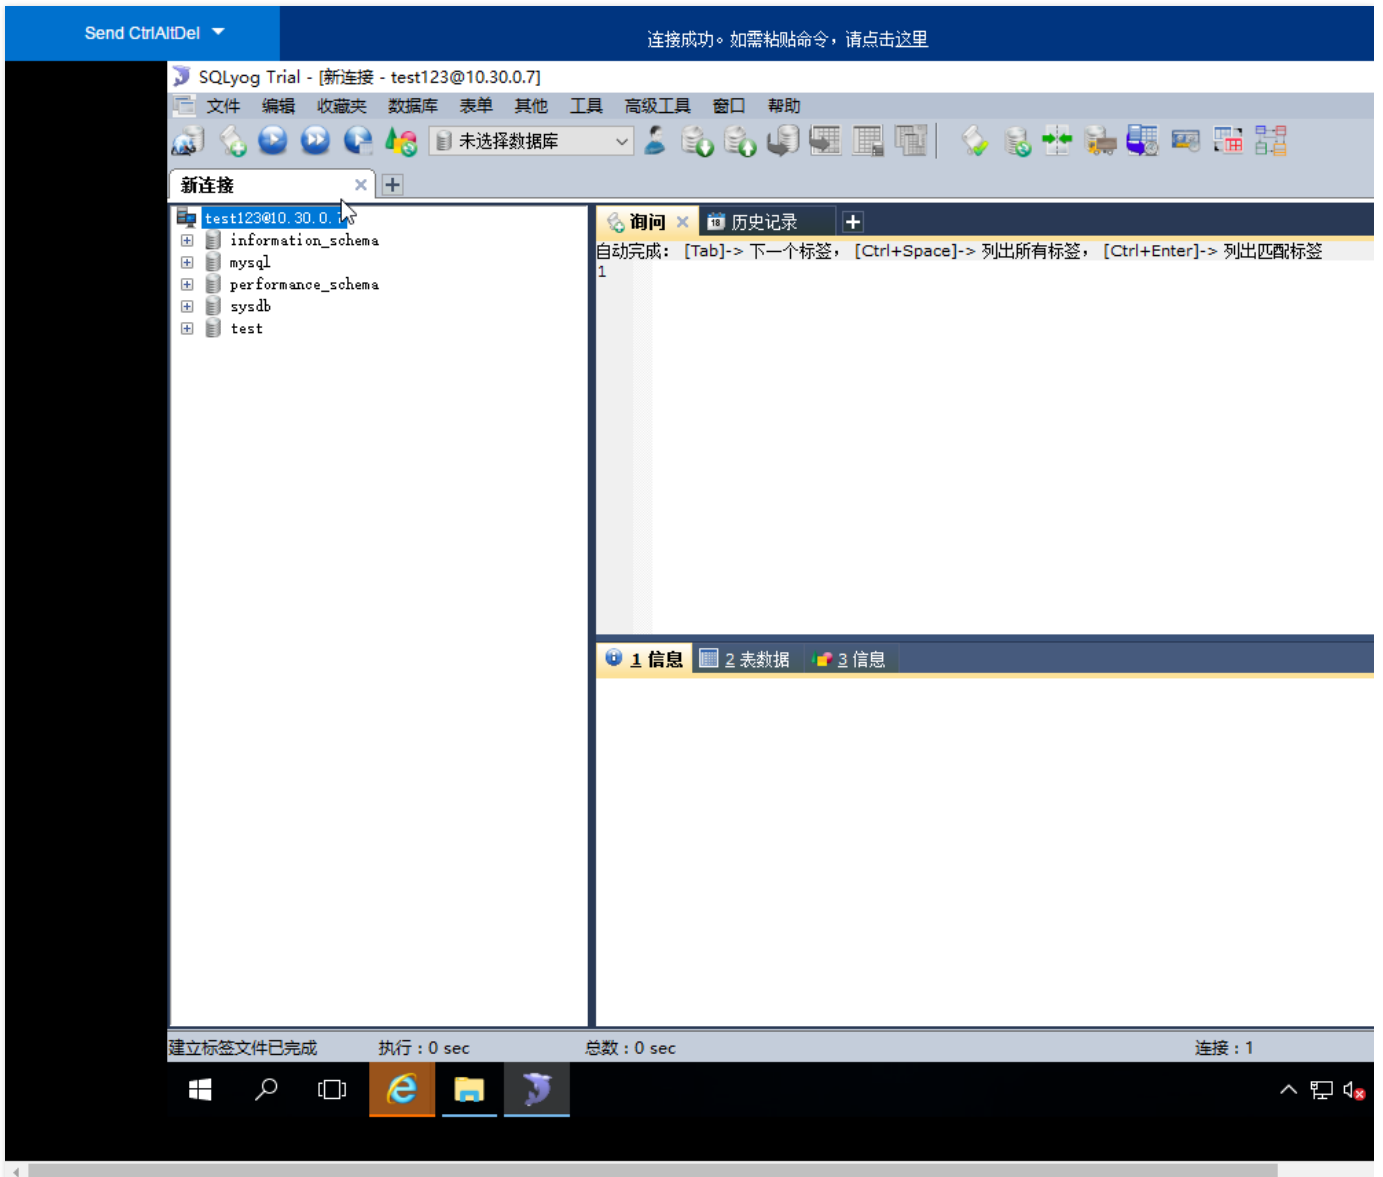 Send CtrlAltDel
连接成功。如需粘贴命令，请点击这里
SQLyog Trial - [新连接 - test123@10.30.0.7]
文件 编辑 收藏夹 数据库 表单 其他 工具 高级工具 窗口 帮助
未选择数据库
新连接
test123@10.30.0.
information_schema
mysql
performance_schema
sysdb
test
询问 历史记录
自动完成： [Tab]-> 下一个标签， [Ctrl+Space]-> 列出所有标签， [Ctrl+Enter]-> 列出匹配标签
1
1 信息 2 表数据 3 信息
建立标签文件已完成 执行：0 sec 总数：0 sec 连接：1